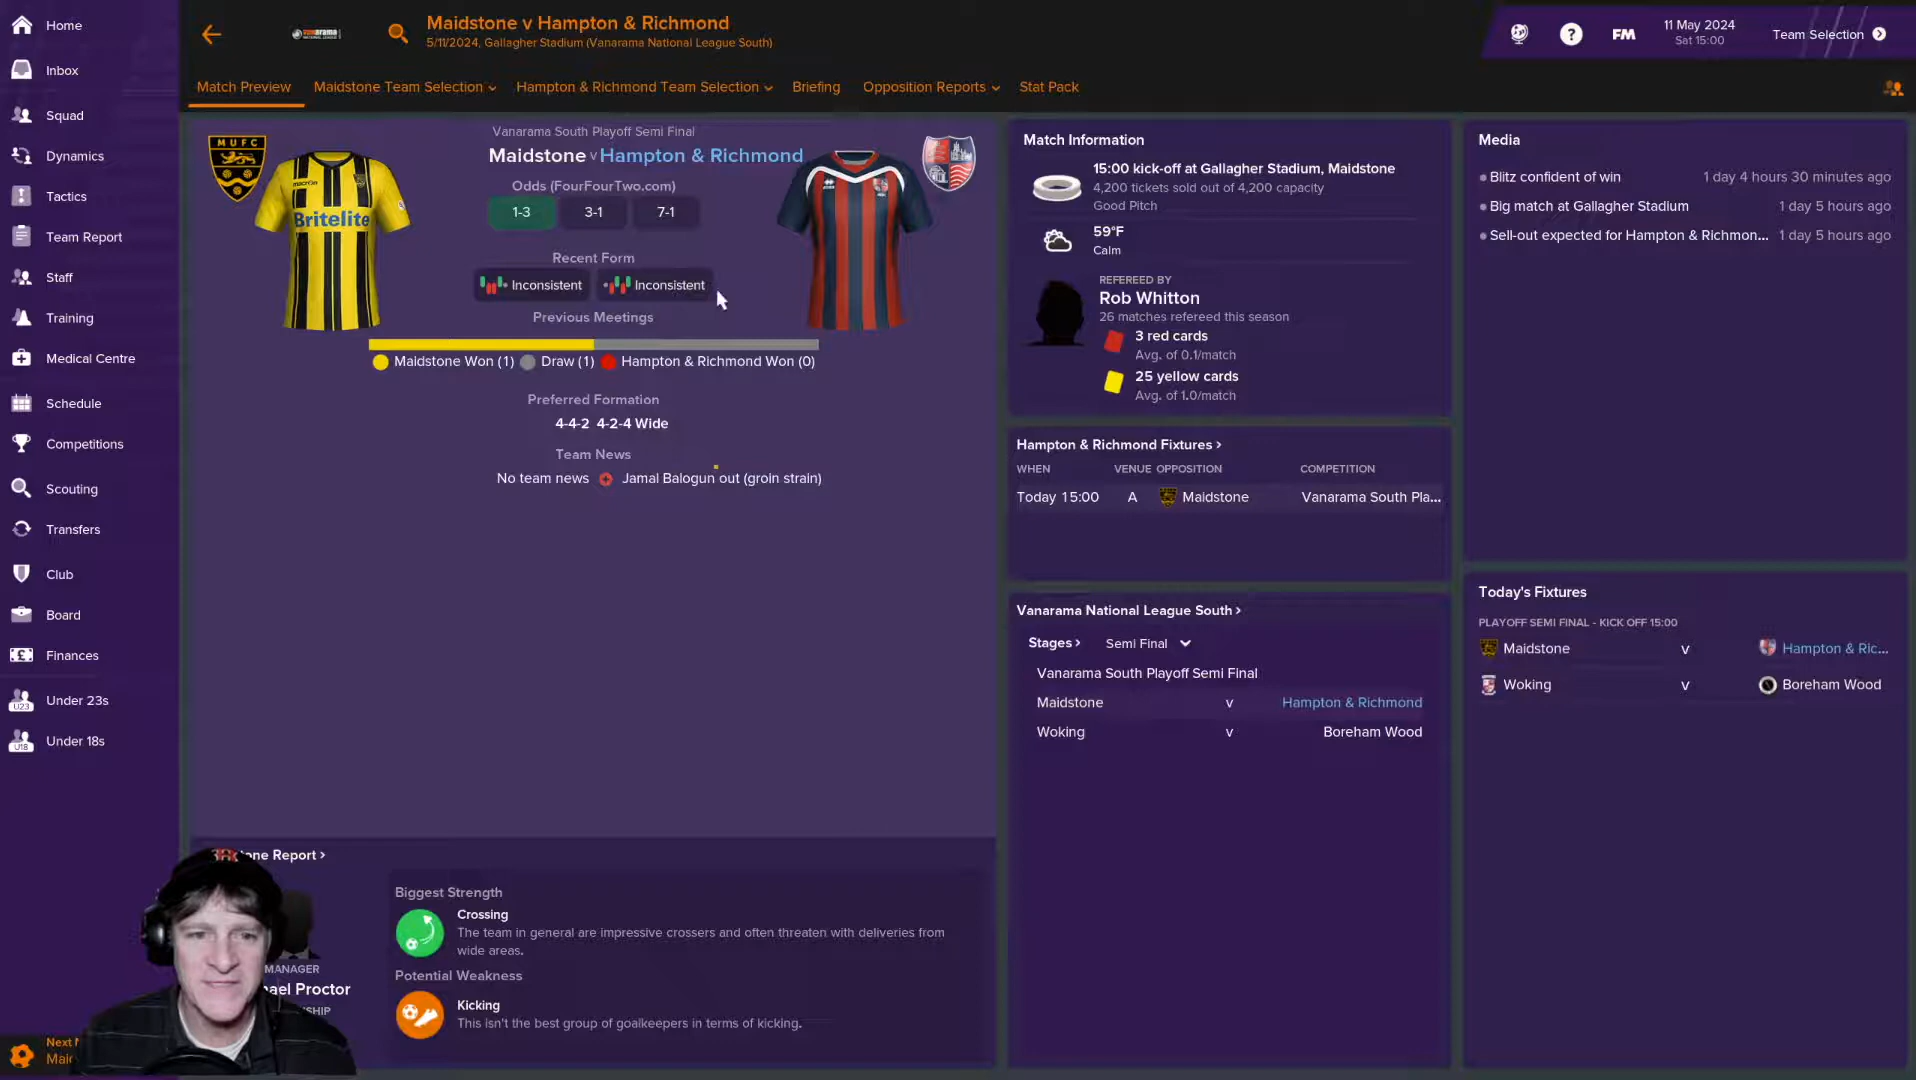 Home
Inbox
Squad
Dynamics
Tactics
Team Report
Staff
Training
Medical Centre
Schedule
Competitions
Scouting
Transfers
Club
Board
Finances
U23
Under 23s
U18
Under 18s
Maidstone v Hampton & Richmond
5/11/2024, Gallagher Stadium (Vanarama National League South)
FM
11 May 2024
Sat 15:00
Team Selection
Match Preview
Maidstone Team Selection
Hampton & Richmond Team Selection
Briefing
Opposition Reports
Stat Pack
MUFC
macron
Britelite
Vanarama South Playoff Semi Final
Maidstone v Hampton & Richmond
Odds (FourFourTwo.com)
1-3 3-1 7-1
Recent Form
Inconsistent Inconsistent
Previous Meetings
Maidstone Won (1) Draw (1) Hampton & Richmond Won (0)
Preferred Formation
4-4-2 4-2-4 Wide
Team News
No team news Jamal Balogun out (groin strain)
one Report >
MANAGER
ael Proctor
SHIP
Biggest Strength
Crossing
The team in general are impressive crossers and often threaten with deliveries from
wide areas.
Potential Weakness
Kicking
This isn't the best group of goalkeepers in terms of kicking.
Match Information
15:00 kick-off at Gallagher Stadium, Maidstone
4,200 tickets sold out of 4,200 capacity
Good Pitch
59°F
Calm
REFEREED BY
Rob Whitton
26 matches refereed this season
3 red cards
Avg. of 0.1/match
25 yellow cards
Avg. of 1.0/match
Hampton & Richmond Fixtures >
WHEN VENUE OPPOSITION COMPETITION
Today 15:00 A Maidstone Vanarama South Pla...
Vanarama National League South >
Stages > Semi Final
Vanarama South Playoff Semi Final
Maidstone v Hampton & Richmond
Woking v Boreham Wood
Media
Blitz confident of win 1 day 4 hours 30 minutes ago
Big match at Gallagher Stadium 1 day 5 hours ago
Sell-out expected for Hampton & Richmon... 1 day 5 hours ago
Today's Fixtures
PLAYOFF SEMI FINAL - KICK OFF 15:00
Maidstone v Hampton & Ric...
Woking v Boreham Wood
Next
Maid